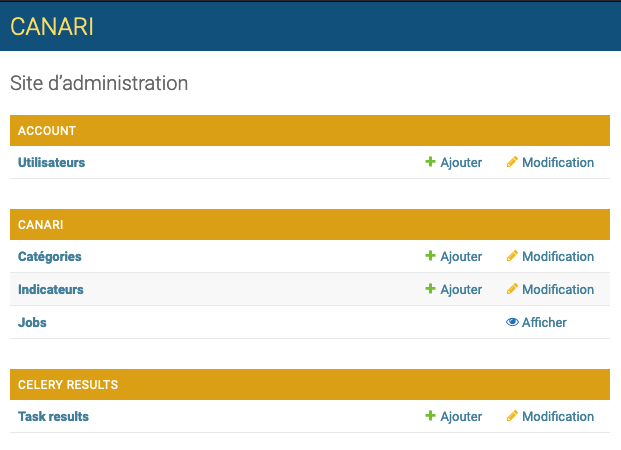 CANARI
Site d’administration
ACCOUNT
Utilisateurs Ajouter Modification
CANARI
Catégories Ajouter Modification
Indicateurs Ajouter Modification
Jobs Afficher
CELERY RESULTS
Task results Ajouter Modification